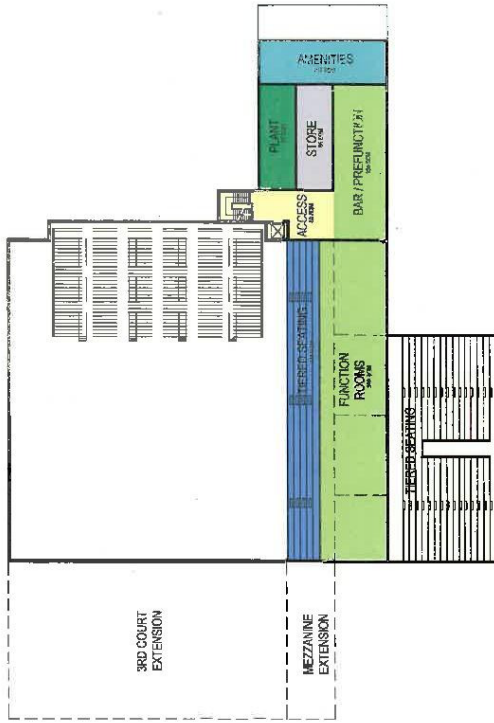 AMENITIES
PLANT
STORE
ACCESS
BAR / PREFUNCTION
TIERED SEATING
FUNCTION
ROOMS
TIERED SEATING
3RD COURT
EXTENSION
MEZZANINE
EXTENSION